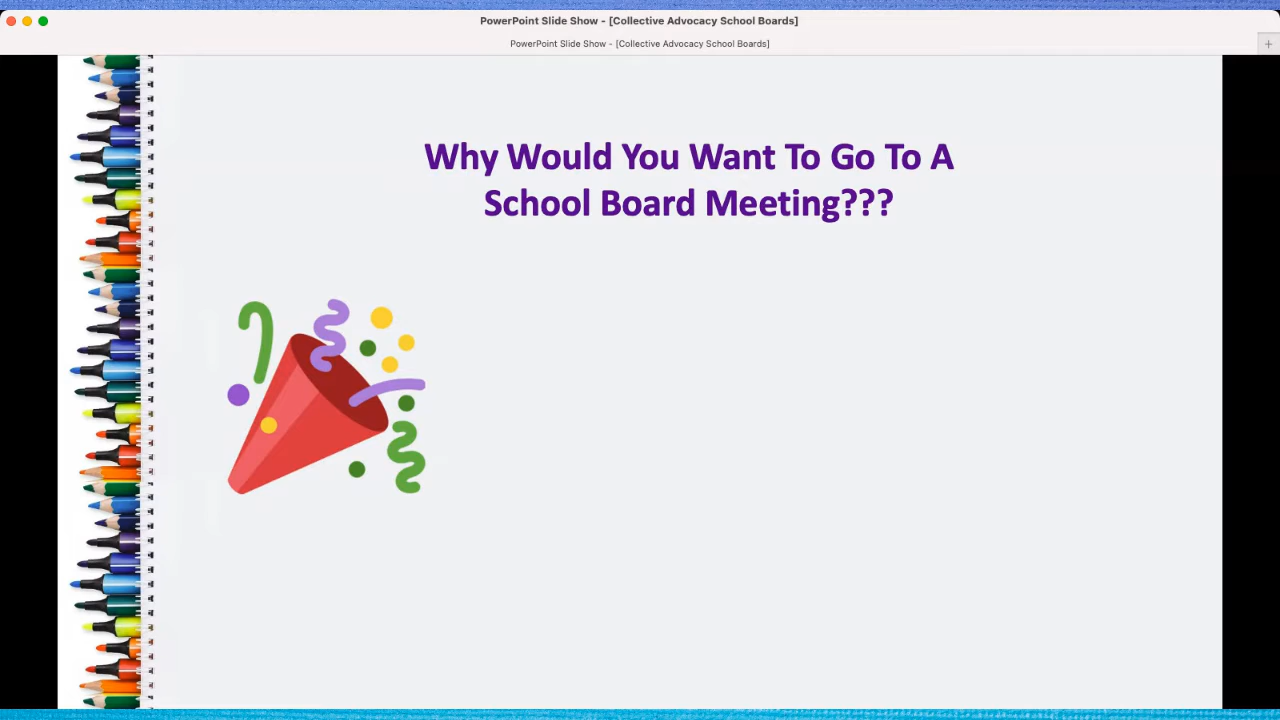 PowerPoint Slide Show - [Collective Advocacy School Boards]
PowerPoint Slide Show - [Collective Advocacy School Boards]
Why Would You Want To Go To A
School Board Meeting???